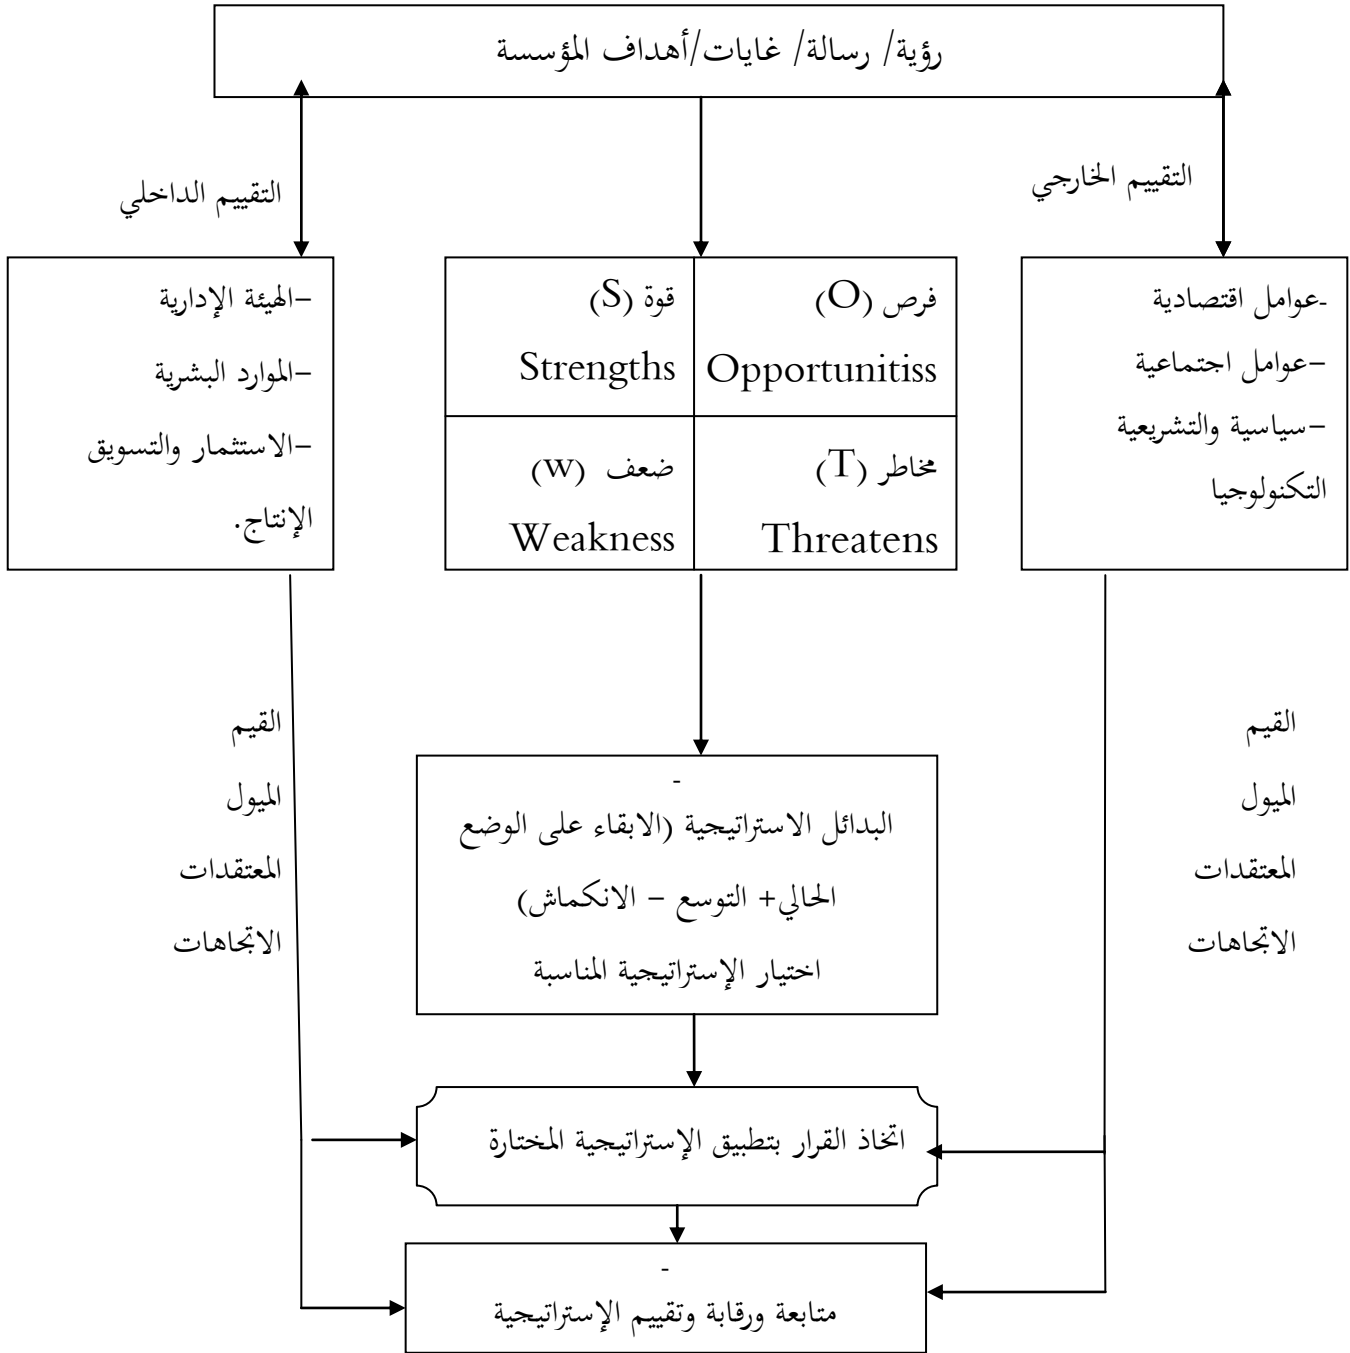 رؤية/ رسالة/ غايات/أهداف المؤسسة
التقييم الخارجي
التقييم الداخلي
-عوامل اقتصادية
-عوامل اجتماعية
-سياسية والتشريعية
التكنولوجيا
فرص (O)
Opportunitiss
قوة (S)
Strengths
مخاطر (T)
Threatens
ضعف (w)
Weakness
-الهيئة الإدارية
-الموارد البشرية
-الاستثمار والتسويق
الإنتاج.
القيم
الميول
المعتقدات
الاتجاهات
القيم
الميول
المعتقدات
الاتجاهات
-
البدائل الاستراتيجية (الابقاء على الوضع
الحالي+ التوسع – الانكماش)
اختيار الإستراتيجية المناسبة
اتخاذ القرار بتطبيق الإستراتيجية المختارة
-
متابعة ورقابة وتقييم الإستراتيجية